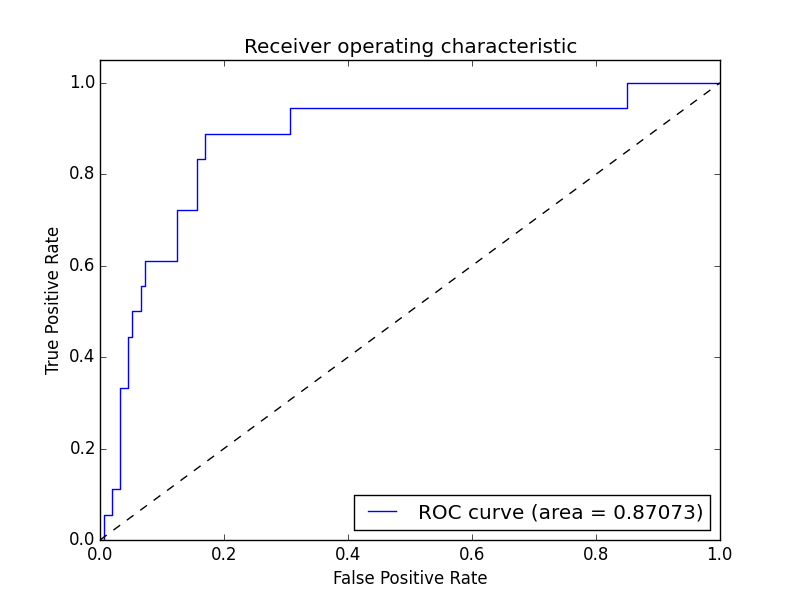 Receiver operating characteristic
1.0
0.8
0.6
0.4
0.2
0.0
True Positive Rate
ROC curve (area = 0.87073)
0.0 0.2 0.4 0.6 0.8 1.0
False Positive Rate